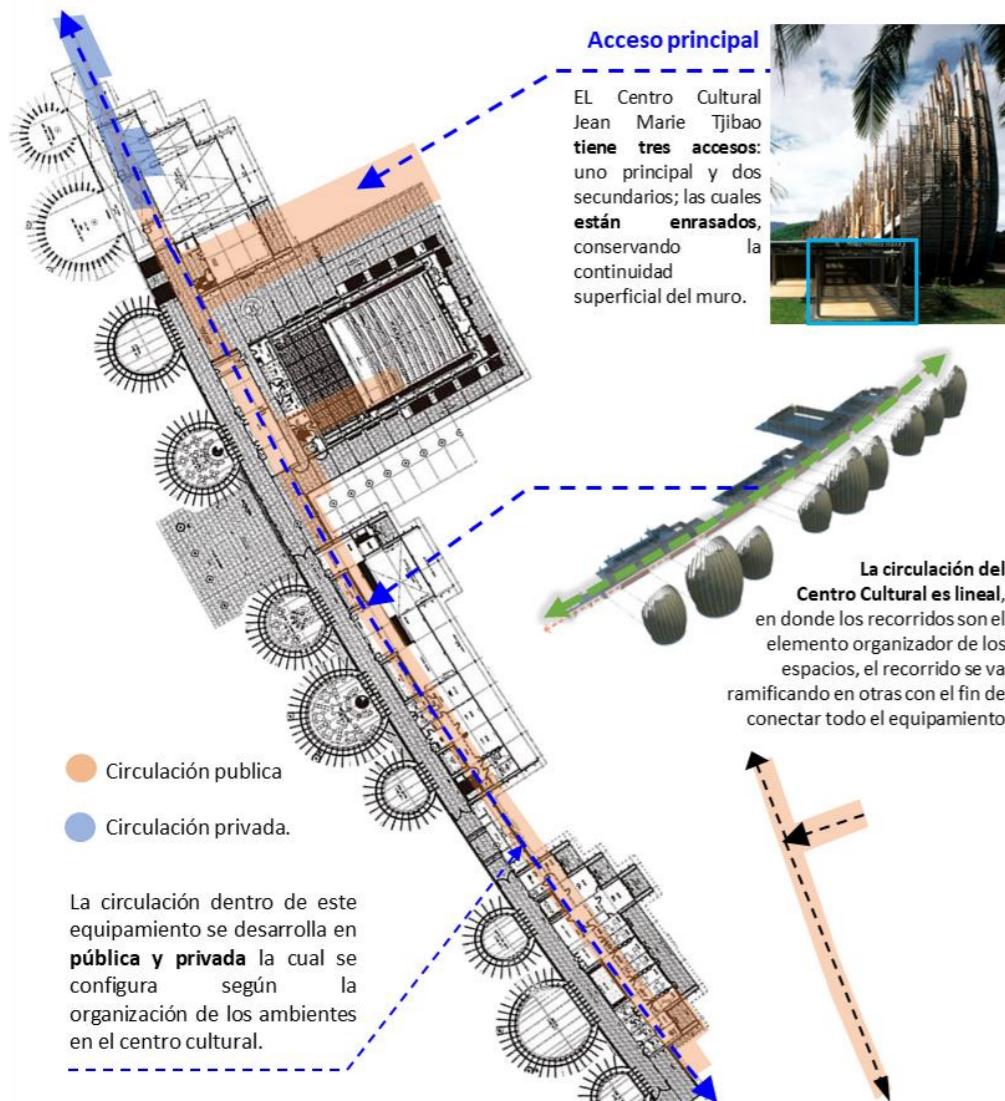 Acceso principal
EL Centro Cultural
Jean Marie Tjibao
tiene tres accesos:
uno principal y dos
secundarios; las cuales
están enrasados,
conservando la
continuidad
superficial del muro.
La circulación del
Centro Cultural es lineal,
en donde los recorridos son el
elemento organizador de los
espacios, el recorrido se va
ramificando en otras con el fin de
conectar todo el equipamiento
Circulación publica
Circulación privada.
La circulación dentro de este
equipamiento se desarrolla en
pública y privada la cual se
configura según la
organización de los ambientes
en el centro cultural.